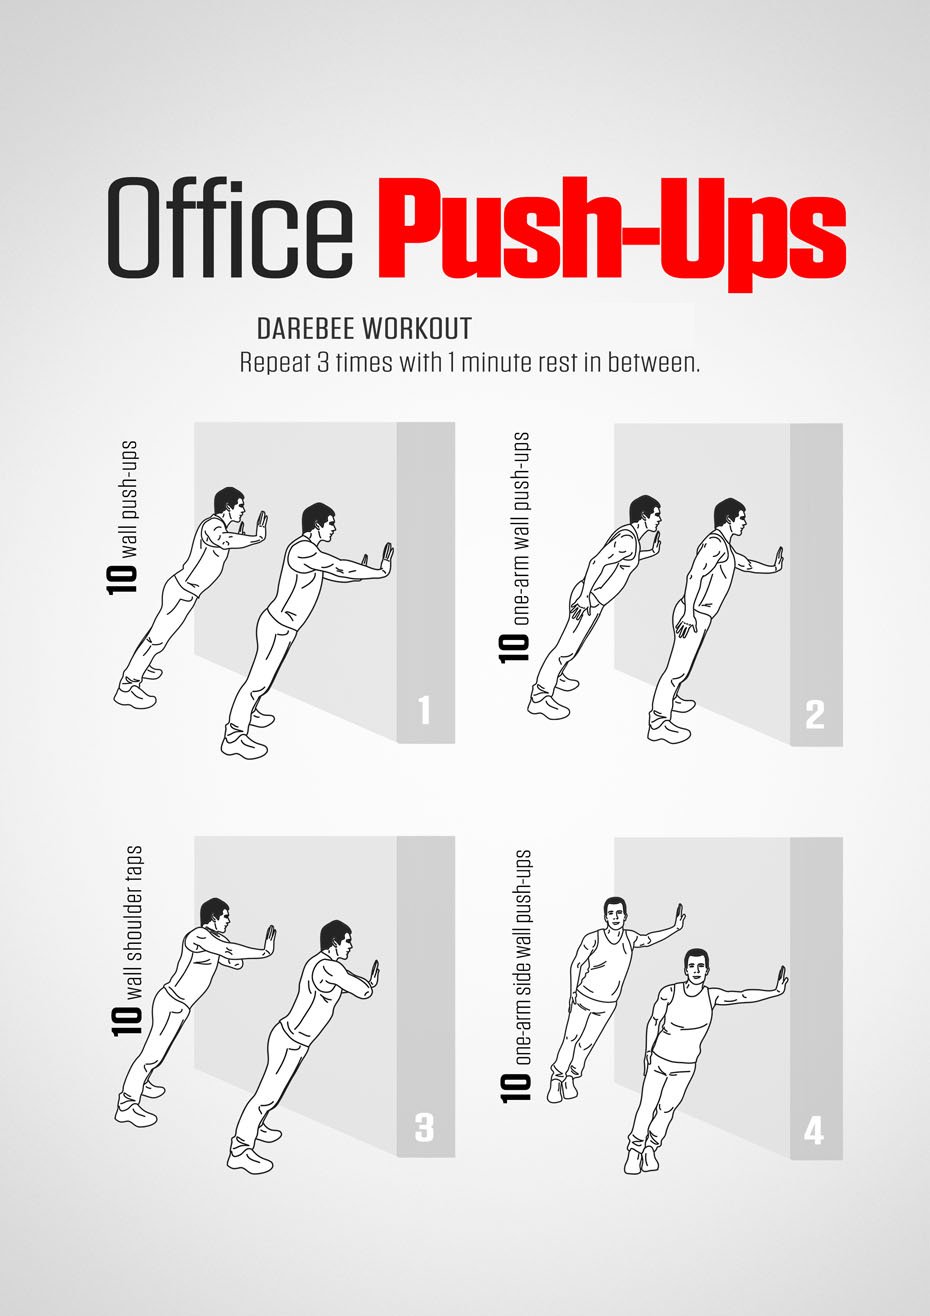 Office Push-Ups
DAREBEE WORKOUT
Repeat 3 times with 1 minute rest in between.
10 wall push-ups
1
10 one-arm wall push-ups
2
10 wall shoulder taps
3
10 one-arm side wall push-ups
4